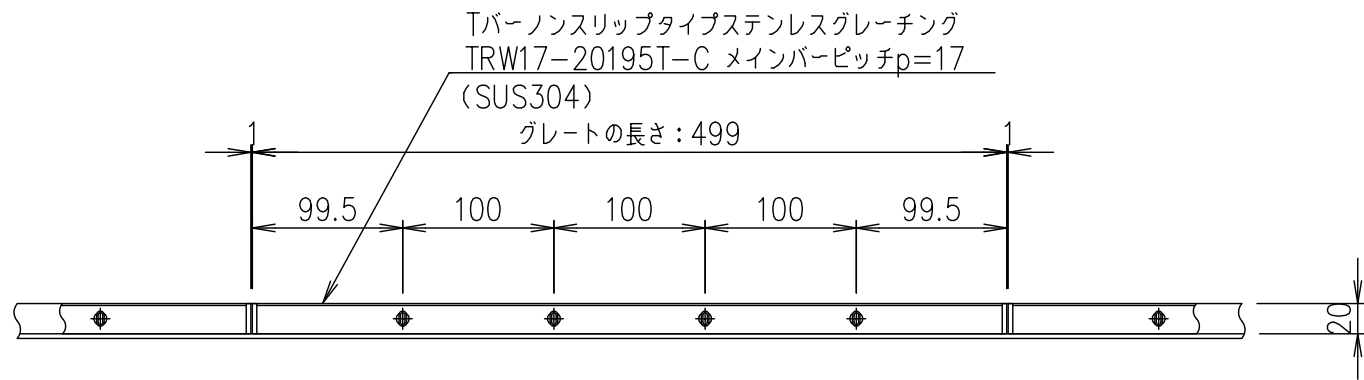 Tバーノンスリップタイプステンレスグレーチング
TRW17-20195T-C メインバーピッチp=17
(SUS304)
グレートの長さ:499
1 1
99.5 100 100 100 99.5
20